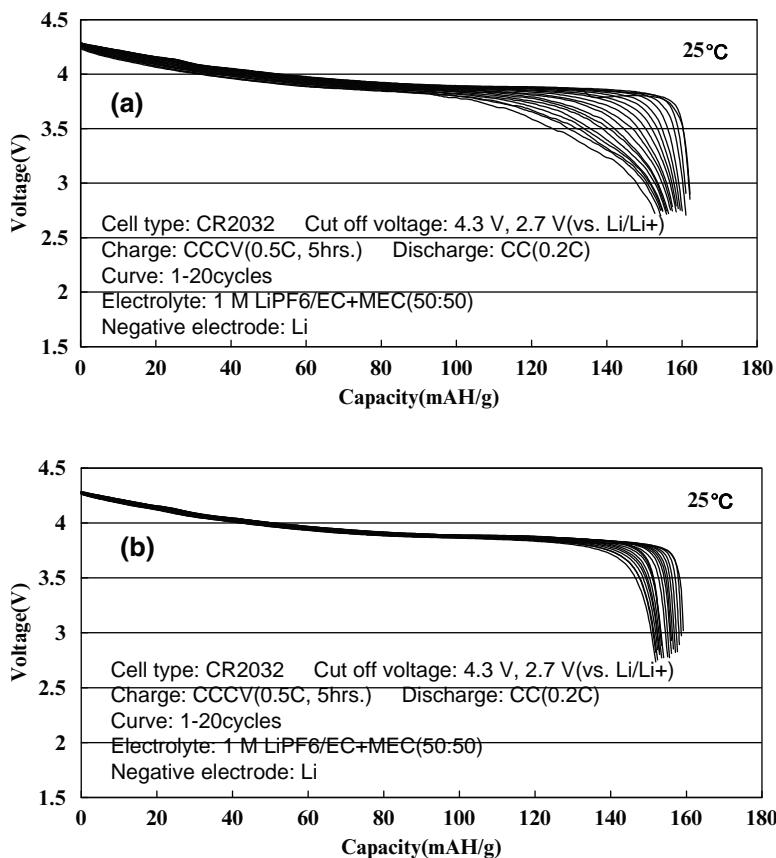 4.5
25℃
4
(a)
3.5
Voltage(V)
3
Cell type: CR2032 Cut off voltage: 4.3 V, 2.7 V(vs. Li/Li+)
2.5
Charge: CCCV(0.5C, 5hrs.) Discharge: CC(0.2C)
Curve: 1-20cycles
2
Electrolyte: 1 M LiPF6/EC+MEC(50:50)
Negative electrode: Li
1.5
0 20 40 60 80 100 120 140 160 180
Capacity(mAH/g)
4.5
25℃
4
(b)
3.5
Voltage(V)
3
Cell type: CR2032 Cut off voltage: 4.3 V, 2.7 V(vs. Li/Li+)
2.5
Charge: CCCV(0.5C, 5hrs.) Discharge: CC(0.2C)
Curve: 1-20cycles
2
Electrolyte: 1 M LiPF6/EC+MEC(50:50)
Negative electrode: Li
1.5
0 20 40 60 80 100 120 140 160 180
Capacity(mAH/g)